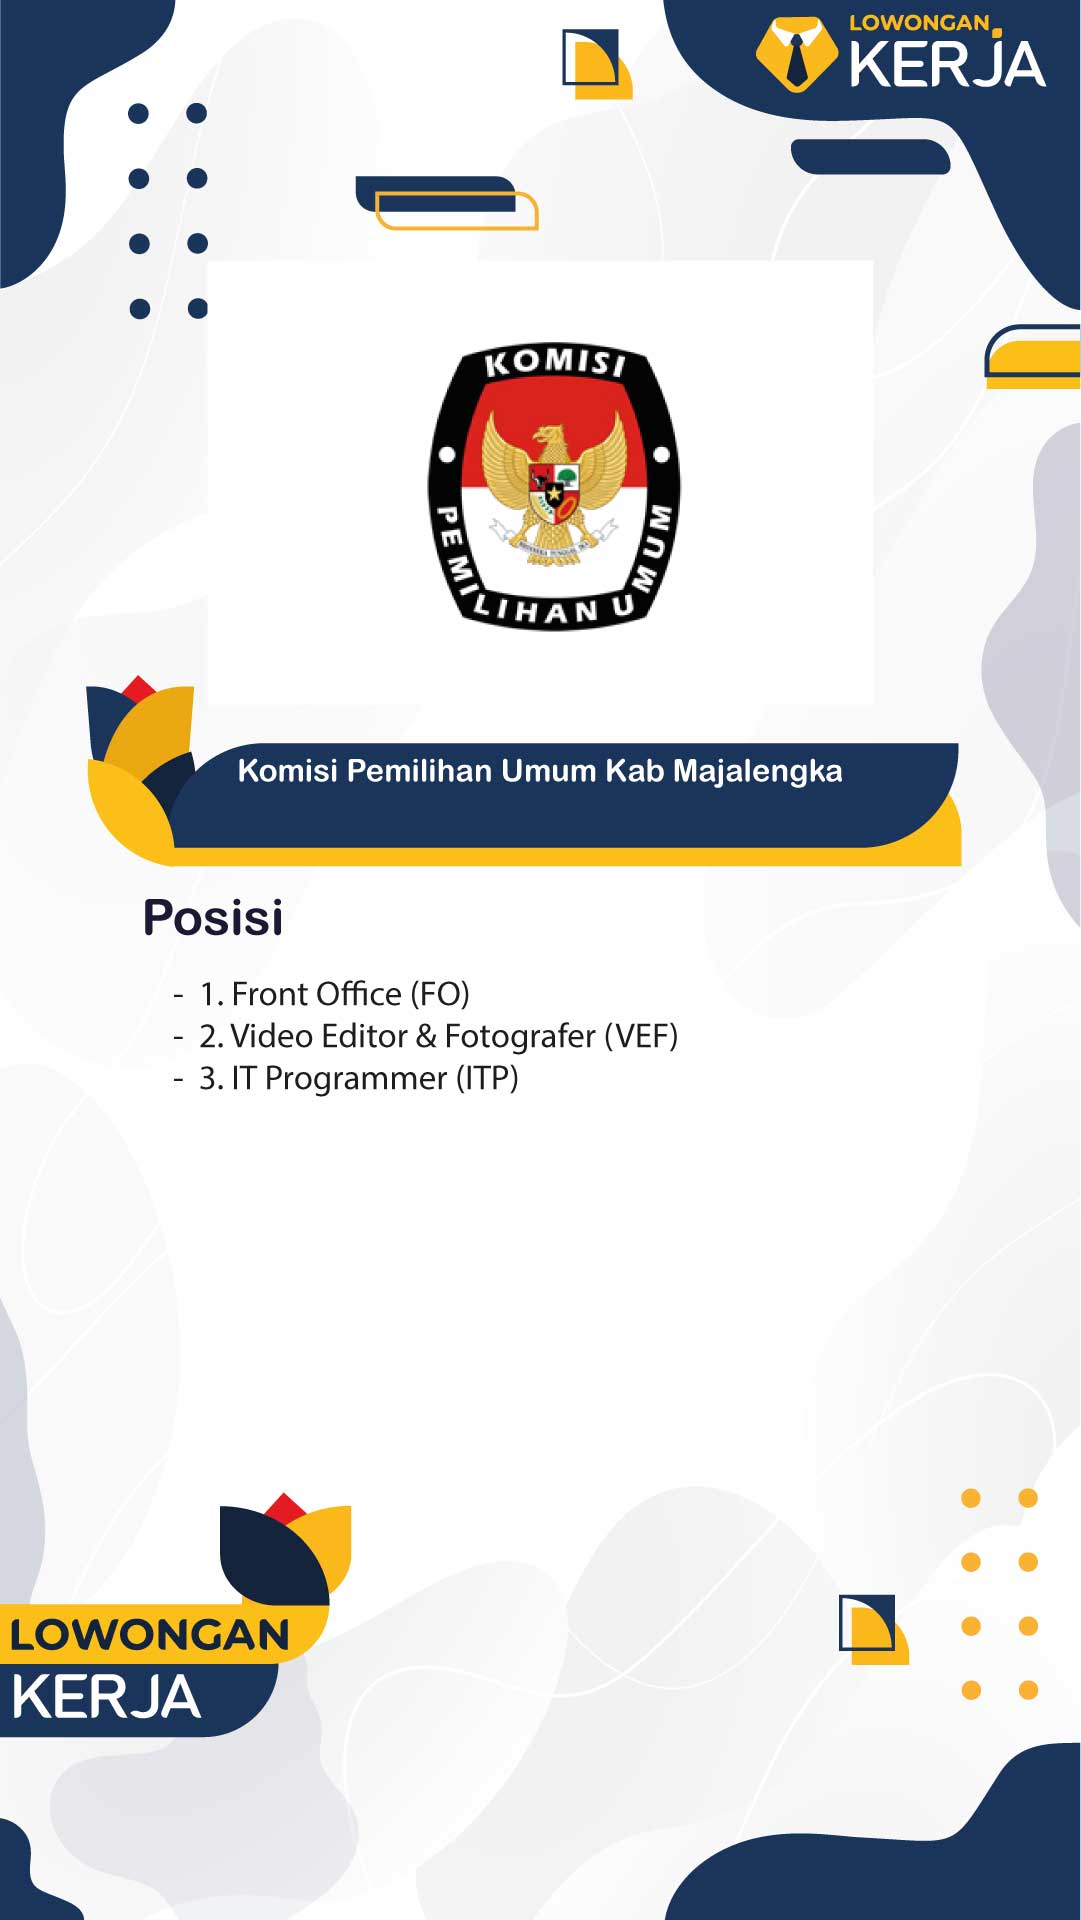 LOWONGAN
KERJA
KOMISI
PEMILIHAN UMUM
Komisi Pemilihan Umum Kab Majalengka
Posisi
- 1. Front Office (FO)
- 2. Video Editor & Fotografer (VEF)
- 3. IT Programmer (ITP)
LOWONGAN
KERJA